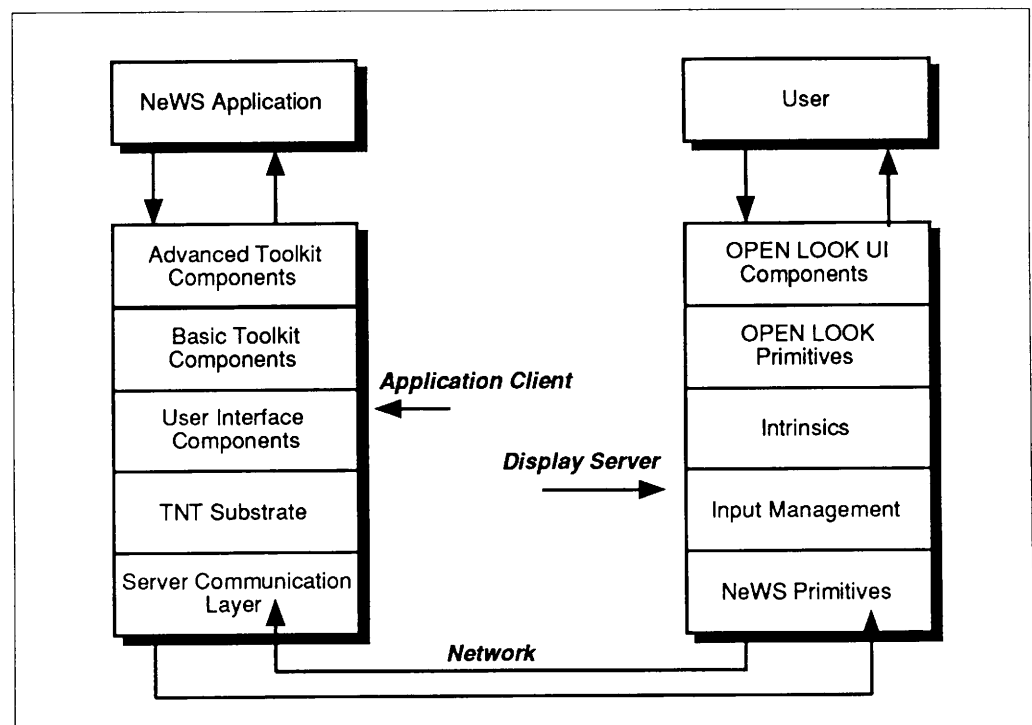 NeWS Application
User
Advanced Toolkit
Components
Basic Toolkit
Components
User Interface
Components
TNT Substrate
Server Communication
Layer
Application Client
Display Server
OPEN LOOK UI
Components
OPEN LOOK
Primitives
Intrinsics
Input Management
NeWS Primitives
Network